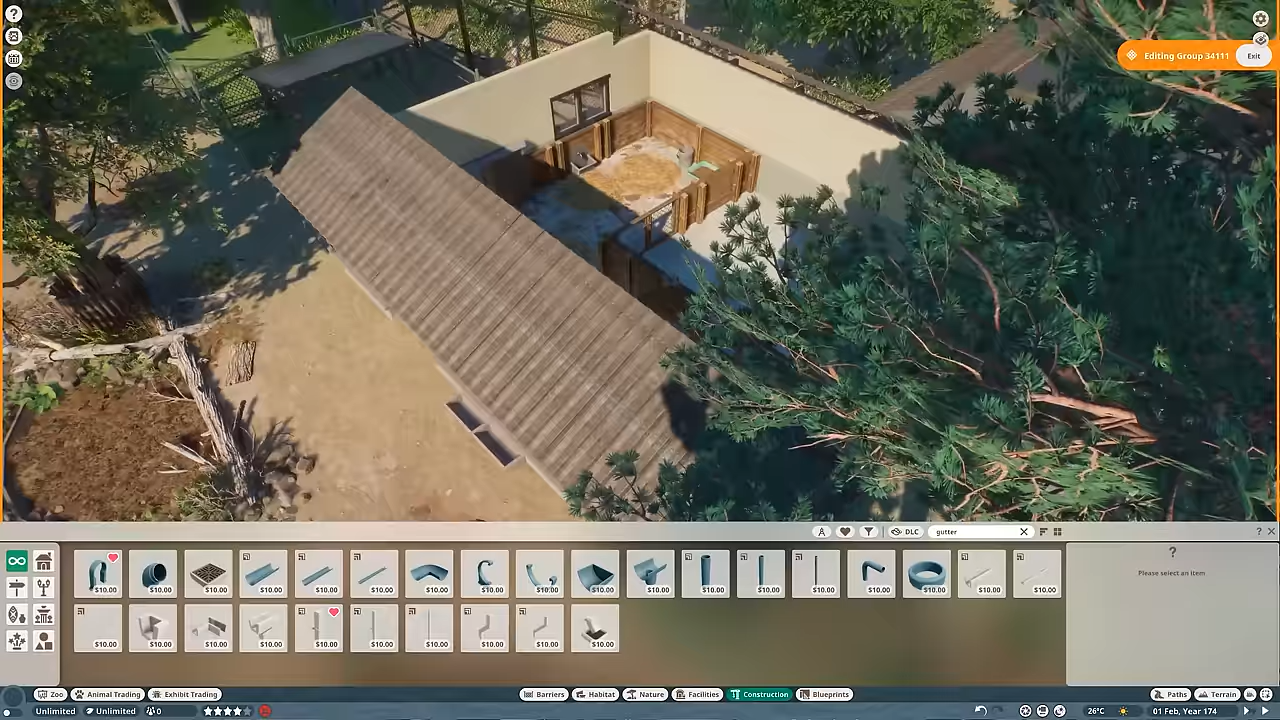 Editing Group 34111
Exit
DLC
gutter
?
$10.00 $10.00 $10.00 $10.00 $10.00 $10.00 $10.00 $10.00 $10.00 $10.00 $10.00 $10.00 $10.00 $10.00 $10.00 $10.00 $10.00 $10.00
?
Please select an item
$10.00 $10.00 $10.00 $10.00 $10.00 $10.00 $10.00 $10.00 $10.00 $10.00
Zoo Animal Trading Exhibit Trading Barriers Habitat Nature Facilities Construction Blueprints Paths Terrain
Unlimited Unlimited 0 26°C 01 Feb, Year 174